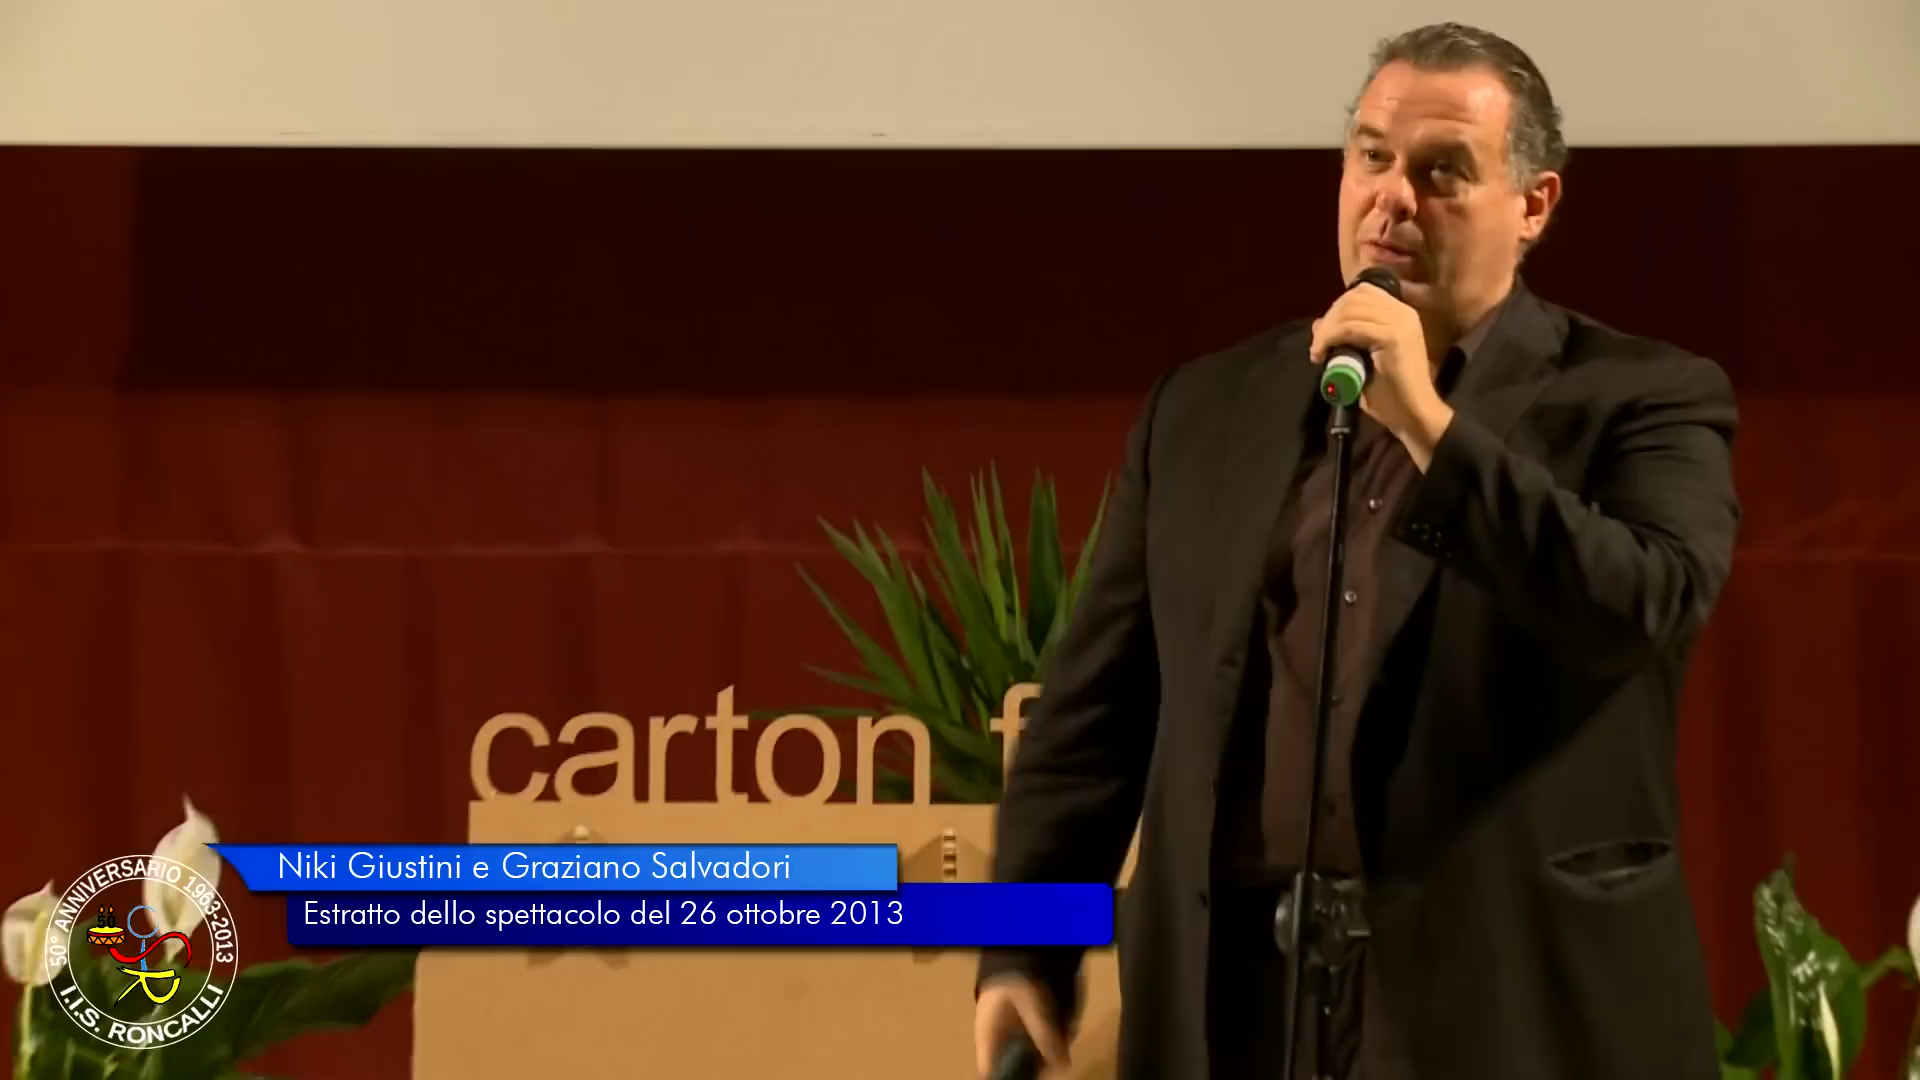 carton f
Niki Giustini e Graziano Salvadori
Estratto dello spettacolo del 26 ottobre 2013
50° ANNIVERSARIO 1963-2013
50
I.I.S. RONCALLI